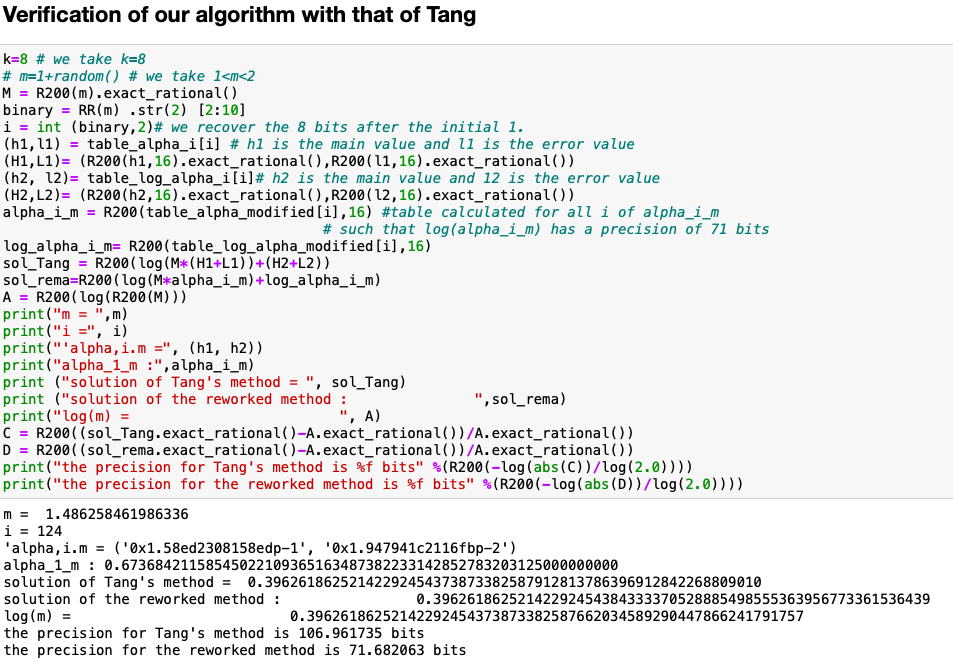 Verification of our algorithm with that of Tang
k=8 # we take k=8
# m=1+random() # we take 1<m<2
M = R200(m).exact_rational()
binary = RR(m) .str(2) [2:10]
i = int (binary,2)# we recover the 8 bits after the initial 1.
(h1,l1) = table_alpha_i[i] # h1 is the main value and l1 is the error value
(H1,L1)= (R200(h1,16).exact_rational(),R200(l1,16).exact_rational())
(h2, l2)= table_log_alpha_i[i]# h2 is the main value and 12 is the error value
(H2,L2)= (R200(h2,16).exact_rational(),R200(l2,16).exact_rational())
alpha_i_m = R200(table_alpha_modified[i],16) #table calculated for all i of alpha_i_m
# such that log(alpha_i_m) has a precision of 71 bits
log_alpha_i_m= R200(table_log_alpha_modified[i],16)
sol_Tang = R200(log(M*(H1+L1))+(H2+L2))
sol_rema=R200(log(M*alpha_i_m)+log_alpha_i_m)
A = R200(log(R200(M)))
print("m = ",m)
print("i =", i)
print("'alpha,i.m =", (h1, h2))
print("alpha_1_m :",alpha_i_m)
print ("solution of Tang's method = ", sol_Tang)
print ("solution of the reworked method :               ",sol_rema)
print("log(m) =                         ", A)
C = R200((sol_Tang.exact_rational()-A.exact_rational())/A.exact_rational())
D = R200((sol_rema.exact_rational()-A.exact_rational())/A.exact_rational())
print("the precision for Tang's method is %f bits" %(R200(-log(abs(C))/log(2.0))))
print("the precision for the reworked method is %f bits" %(R200(-log(abs(D))/log(2.0))))
m =  1.486258461986336
i = 124
'alpha,i.m = ('0x1.58ed2308158edp-1', '0x1.947941c2116fbp-2')
alpha_1_m : 0.67368421158545022109365163487382233142852783203125000000000
solution of Tang's method =  0.39626186252142292454373873382587912813786396912842268809010
solution of the reworked method :                0.39626186252142292454384333370528885498555363956773361536439
log(m) =                          0.39626186252142292454373873382587662034589290447866241791757
the precision for Tang's method is 106.961735 bits
the precision for the reworked method is 71.682063 bits